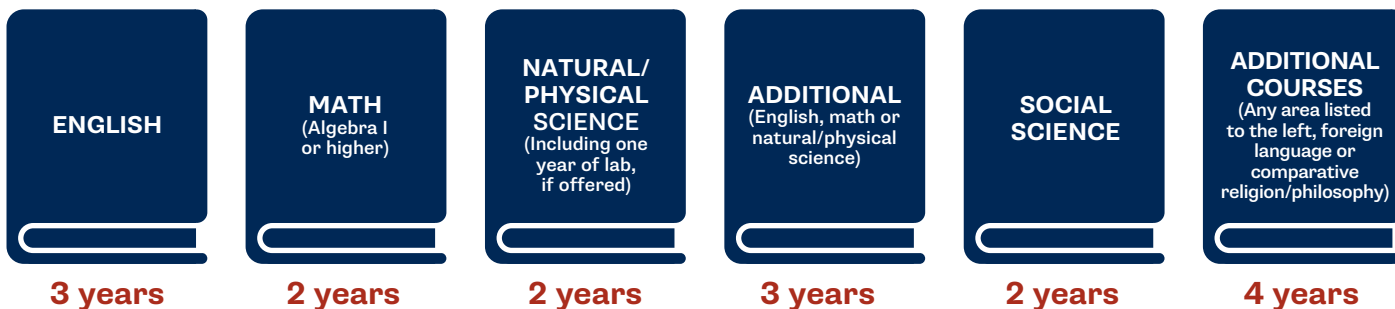 ENGLISH
3 years
MATH
(Algebra I
or higher)
2 years
NATURAL/
PHYSICAL
SCIENCE
(Including one
year of lab,
if offered)
2 years
ADDITIONAL
(English, math or
natural/physical
science)
3 years
SOCIAL
SCIENCE
2 years
ADDITIONAL
COURSES
(Any area listed
to the left, foreign
language or
comparative
religion/philosophy)
4 years